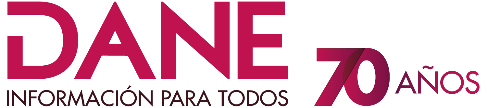 DANE
INFORMACIÓN PARA TODOS
70 AÑOS